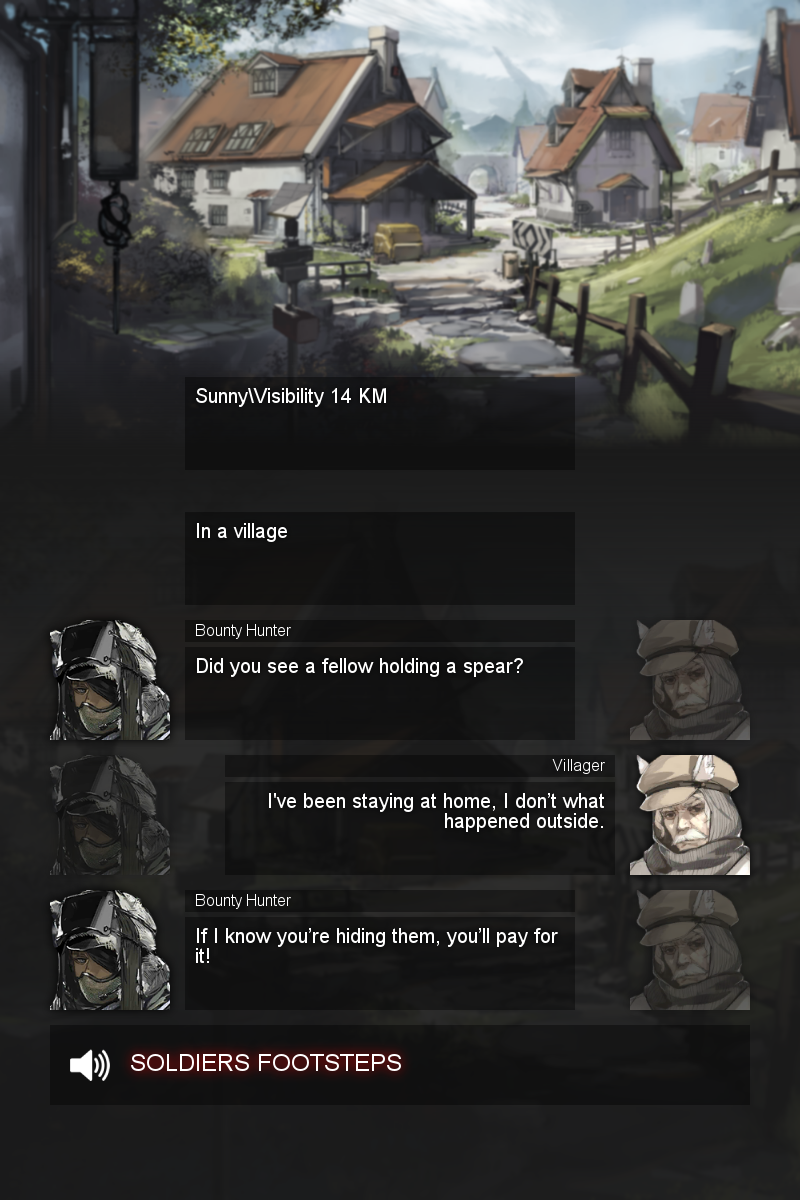 Sunny\Visibility 14 KM
In a village
Bounty Hunter
Did you see a fellow holding a spear?
Villager
I've been staying at home, I don’t what
happened outside.
Bounty Hunter
If I know you’re hiding them, you’ll pay for
it!
SOLDIERS FOOTSTEPS